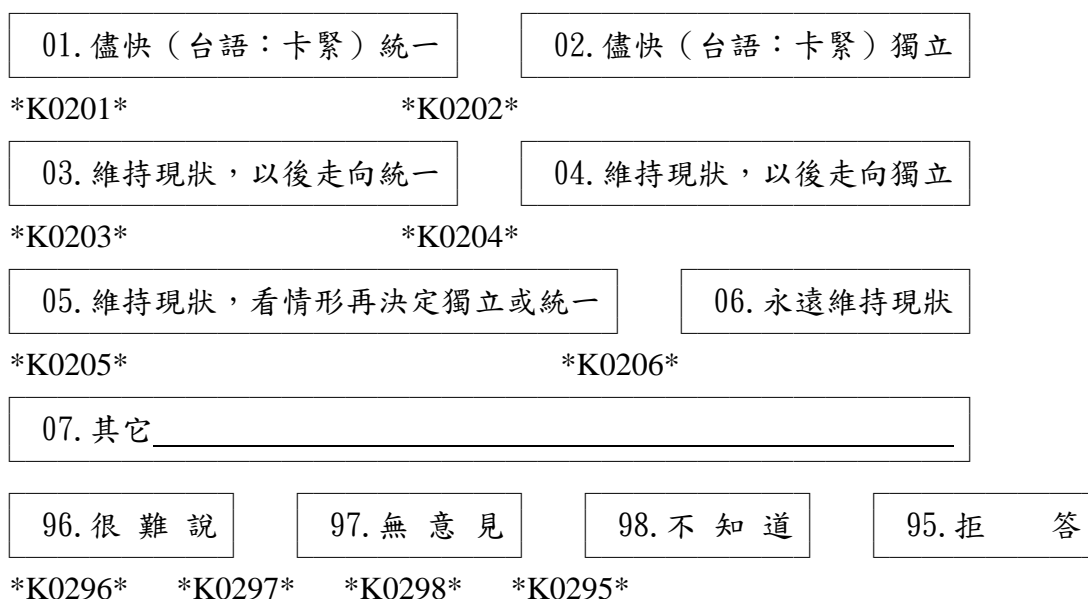 01.儘快（台語：卡緊）統一 02.儘快（台語：卡緊）獨立
*K0201* *K0202*
03.維持現狀，以後走向統一 04.維持現狀，以後走向獨立
*K0203* *K0204*
05.維持現狀，看情形再決定獨立或統一 06.永遠維持現狀
*K0205* *K0206*
07.其它
96.很 難 說 97.無 意 見 98.不 知 道 95.拒 答
*K0296* *K0297* *K0298* *K0295*